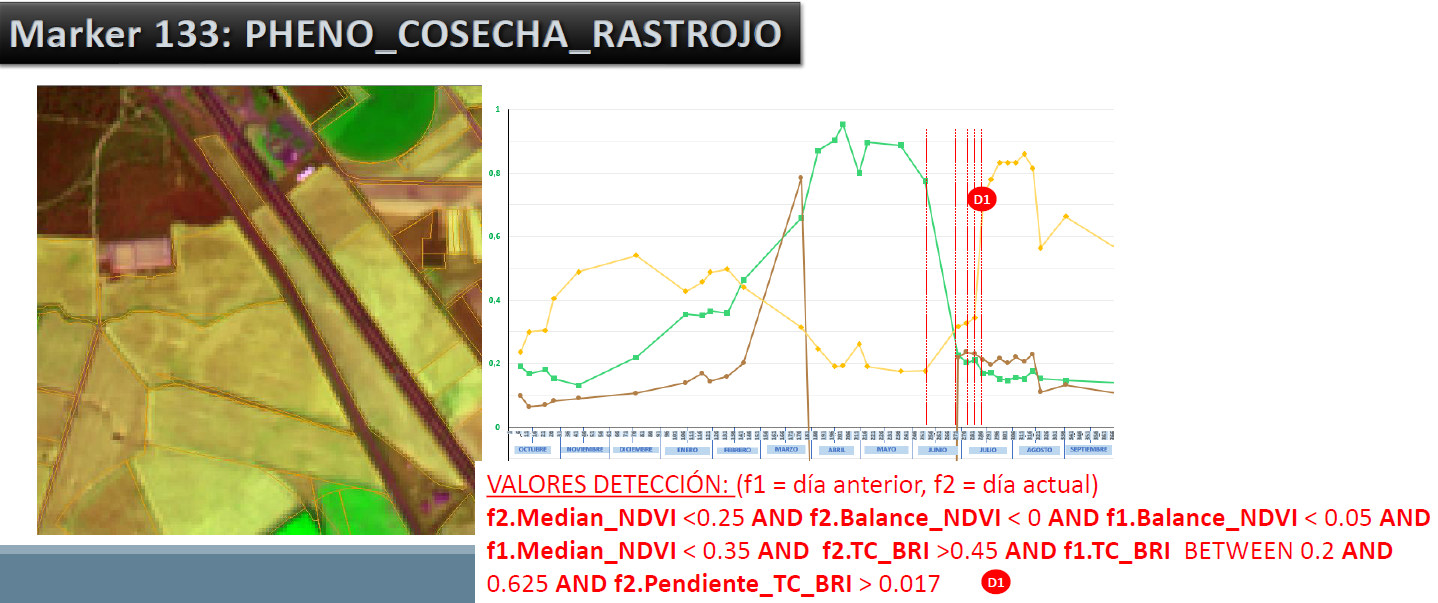 Marker 133: PHENO_COSECHA_RASTROJO
1
0,8
0,6
0,4
0,2
0
D1
OCTUBRE NOVIEMBRE DICIEMBRE ENERO FEBRERO MARZO ABRIL MAYO JUNIO JULIO AGOSTO SEPTIEMBRE
VALORES DETECCIÓN: (f1 = día anterior, f2 = día actual)
f2.Median_NDVI <0.25 AND f2.Balance_NDVI < 0 AND f1.Balance_NDVI < 0.05 AND
f1.Median_NDVI < 0.35 AND f2.TC_BRI >0.45 AND f1.TC_BRI BETWEEN 0.2 AND
0.625 AND f2.Pendiente_TC_BRI > 0.017 D1